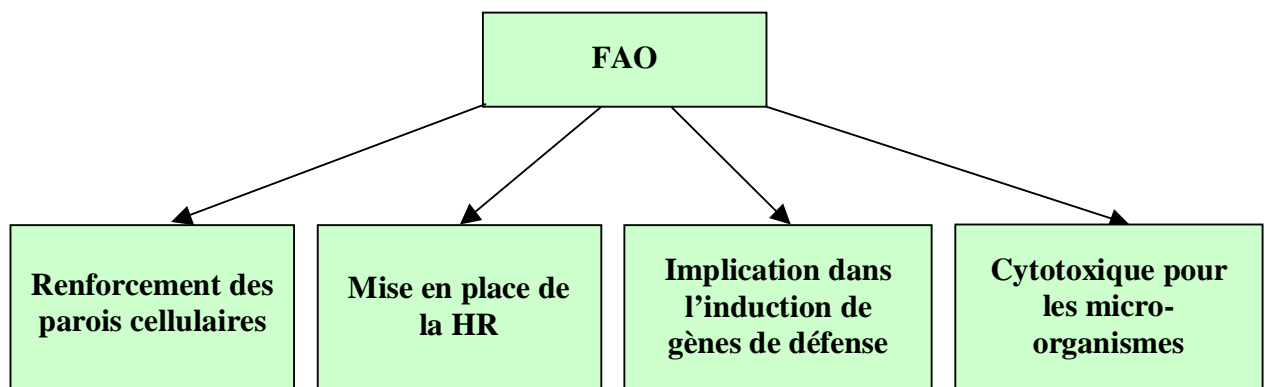 FAO
Renforcement des
parois cellulaires
Mise en place de
la HR
Implication dans
l'induction de
gènes de défense
Cytotoxique pour
les micro-
organismes